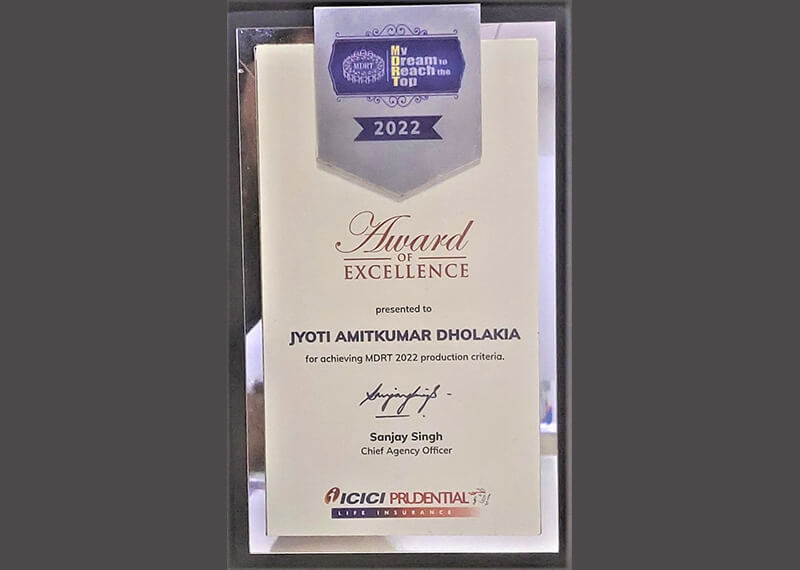 MDRT
My
Dream to
Reach the
Top
2022
Award
OF
EXCELLENCE
presented to
JYOTI AMITKUMAR DHOLAKIA
for achieving MDRT 2022 production criteria.
Sanjay Singh
Chief Agency Officer
ICICI PRUDENTIAL
LIFE INSURANCE